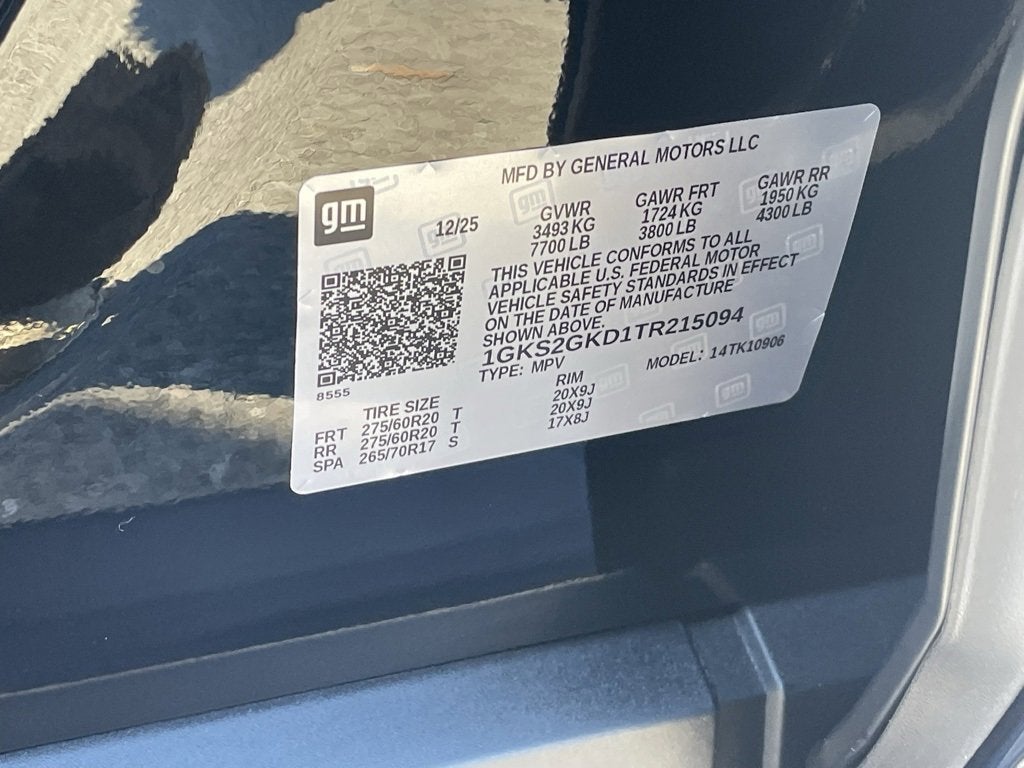 MFD BY GENERAL MOTORS LLC
gm
12/25
GVWR
3493 KG
7700 LB
GAWR FRT
1724 KG
3800 LB
GAWR RR
1950 KG
4300 LB
THIS VEHICLE CONFORMS TO ALL
APPLICABLE U.S. FEDERAL MOTOR
VEHICLE SAFETY STANDARDS IN EFFECT
ON THE DATE OF MANUFACTURE
SHOWN ABOVE.
1GKS2GKD1TR215094
TYPE: MPV
MODEL: 14TK10906
8555
TIRE SIZE RIM
FRT 275/60R20 T 20X9J
RR 275/60R20 T 20X9J
SPA 265/70R17 S 17X8J